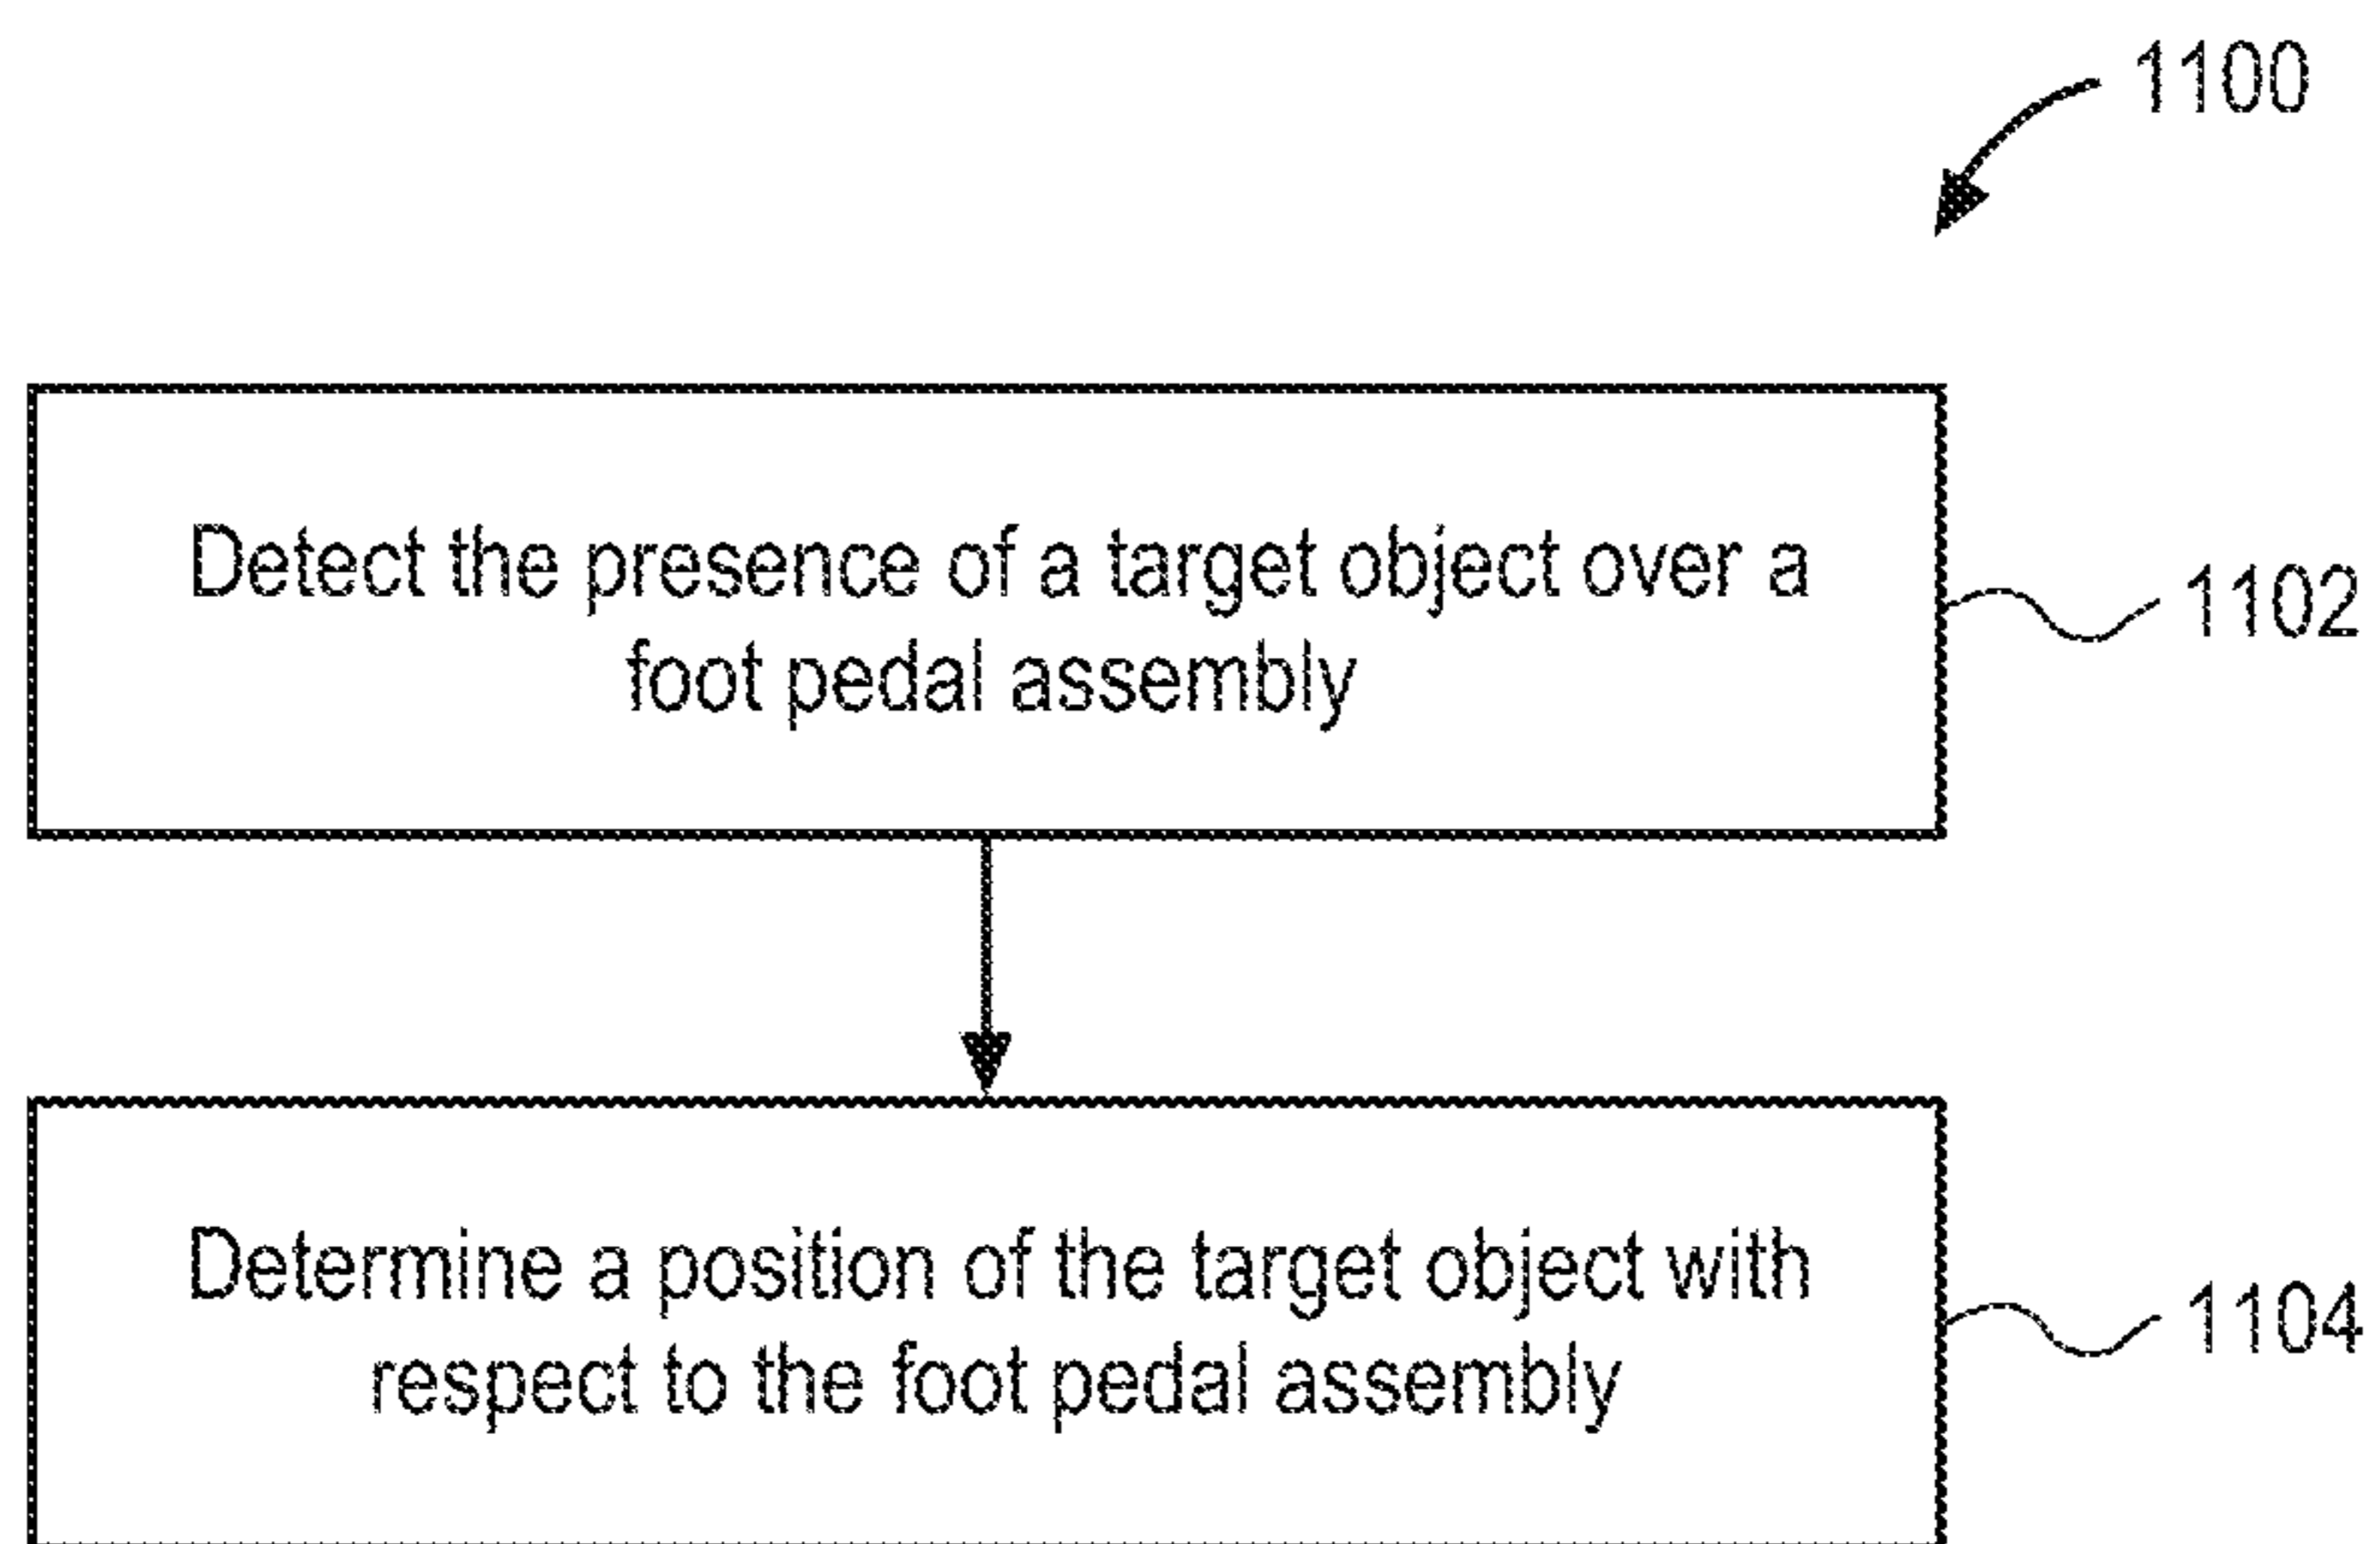 1100
Detect the presence of a target object over a
foot pedal assembly
1102
Determine a position of the target object with
respect to the foot pedal assembly
1104